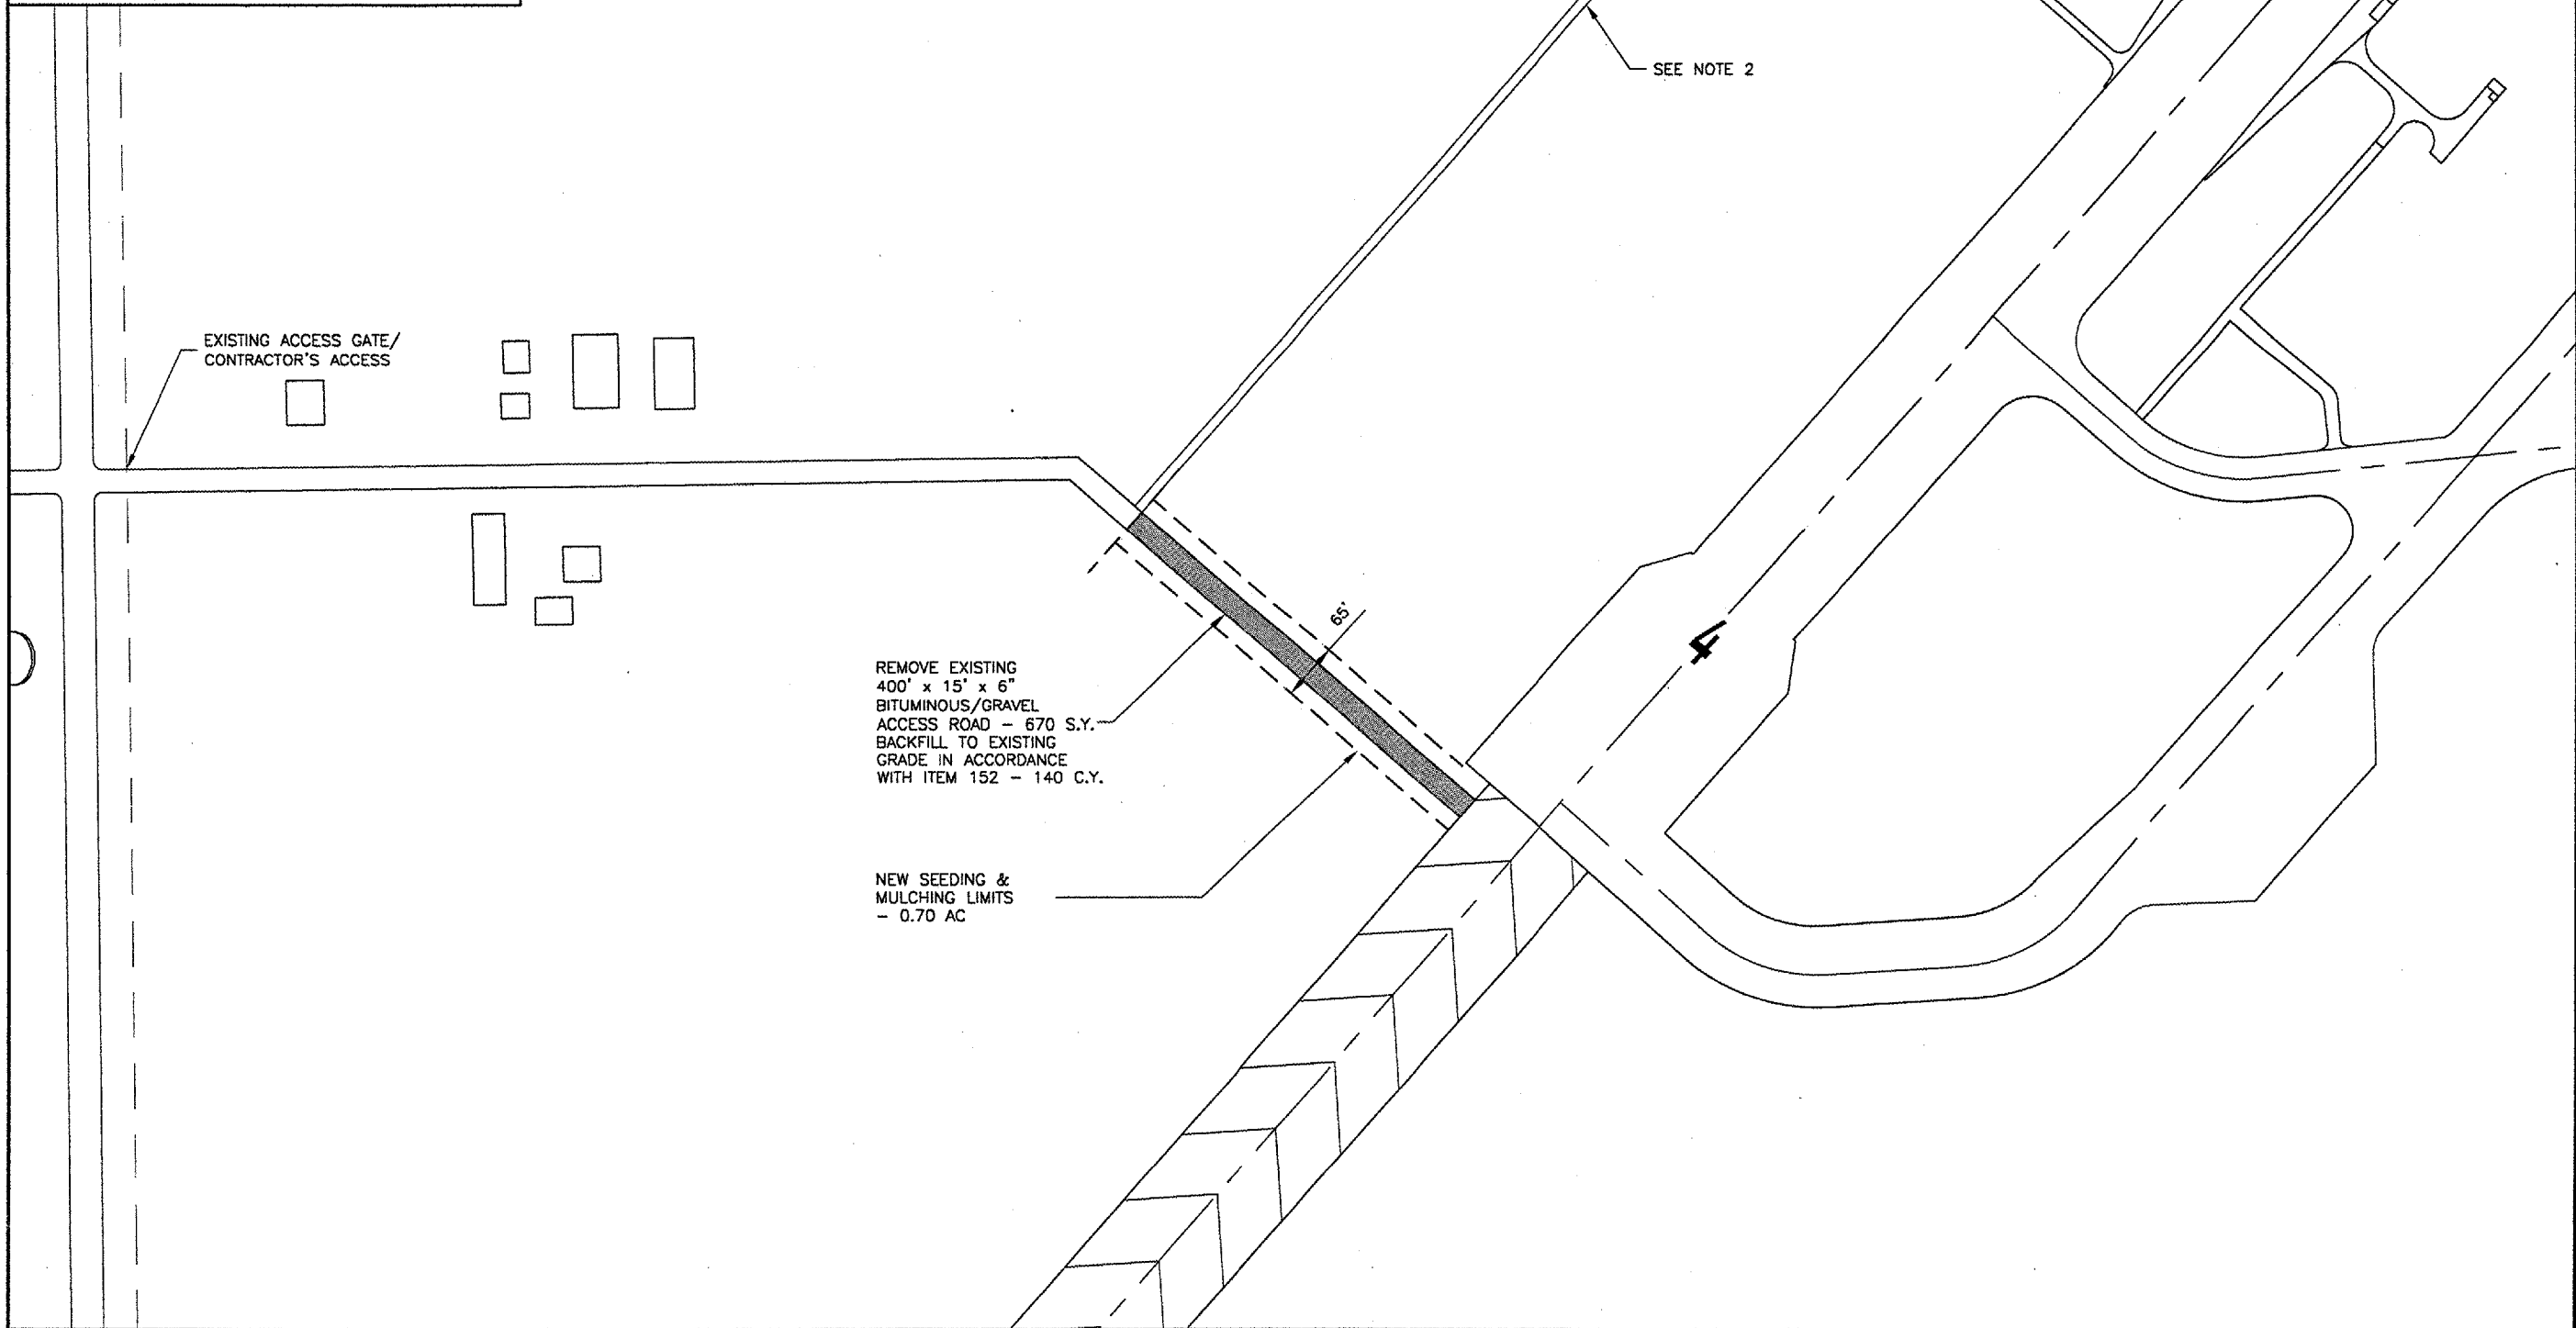 SEE NOTE 2
EXISTING ACCESS GATE/
CONTRACTOR'S ACCESS
65'
4
REMOVE EXISTING
400' x 15' x 6"
BITUMINOUS/GRAVEL
ACCESS ROAD - 670 S.Y.
BACKFILL TO EXISTING
GRADE IN ACCORDANCE
WITH ITEM 152 - 140 C.Y.
NEW SEEDING &
MULCHING LIMITS
- 0.70 AC